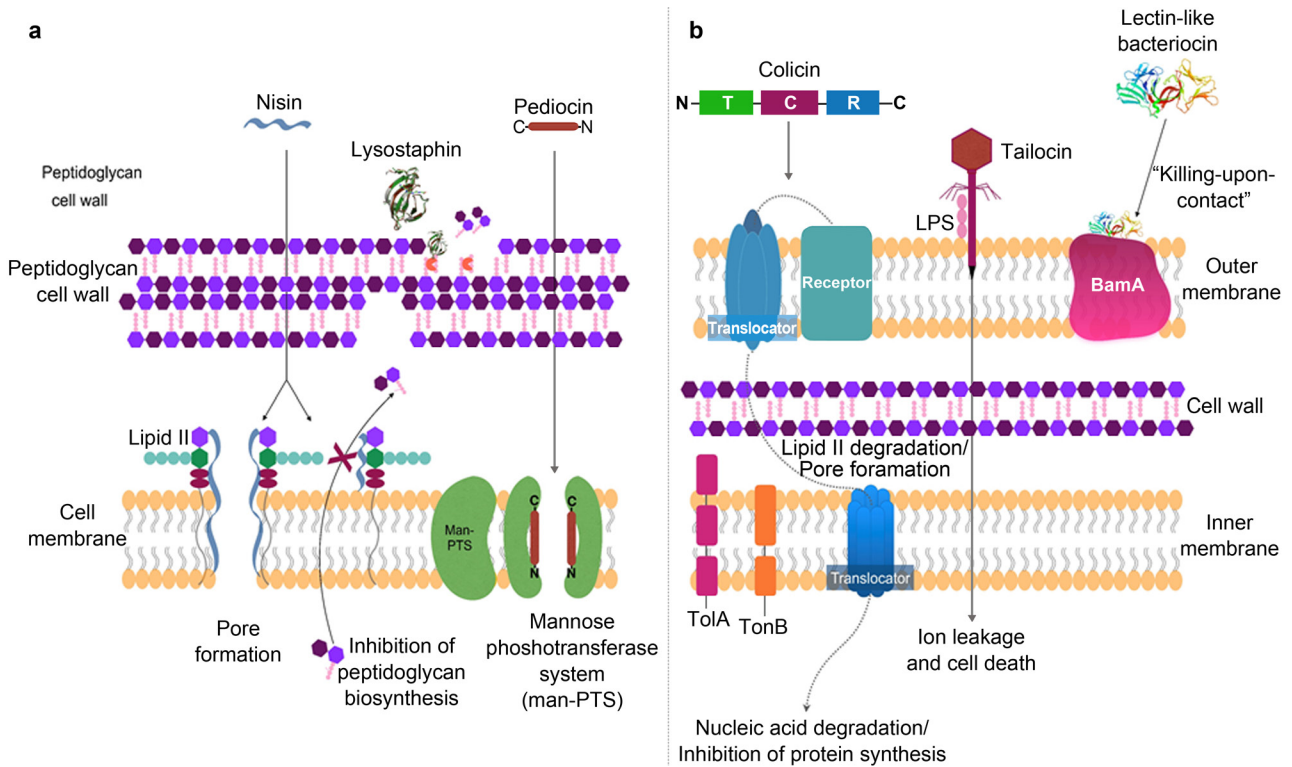 a
Nisin
Pediocin
C
N
Lysostaphin
Peptidoglycan
cell wall
Peptidoglycan
cell wall
Lipid II
Cell
membrane
Man-
PTS
C
C
N
N
Pore
formation
Inhibition of
peptidoglycan
biosynthesis
Mannose
phoshotransferase
system
(man-PTS)
b
Lectin-like
bacteriocin
Colicin
N
T
C
R
C
Tailocin
"Killing-upon-
contact"
LPS
Receptor
BamA
Outer
membrane
Translocator
Cell wall
Lipid II degradation/
Pore foramation
Inner
membrane
Translocator
TolA
TonB
Ion leakage
and cell death
Nucleic acid degradation/
Inhibition of protein synthesis